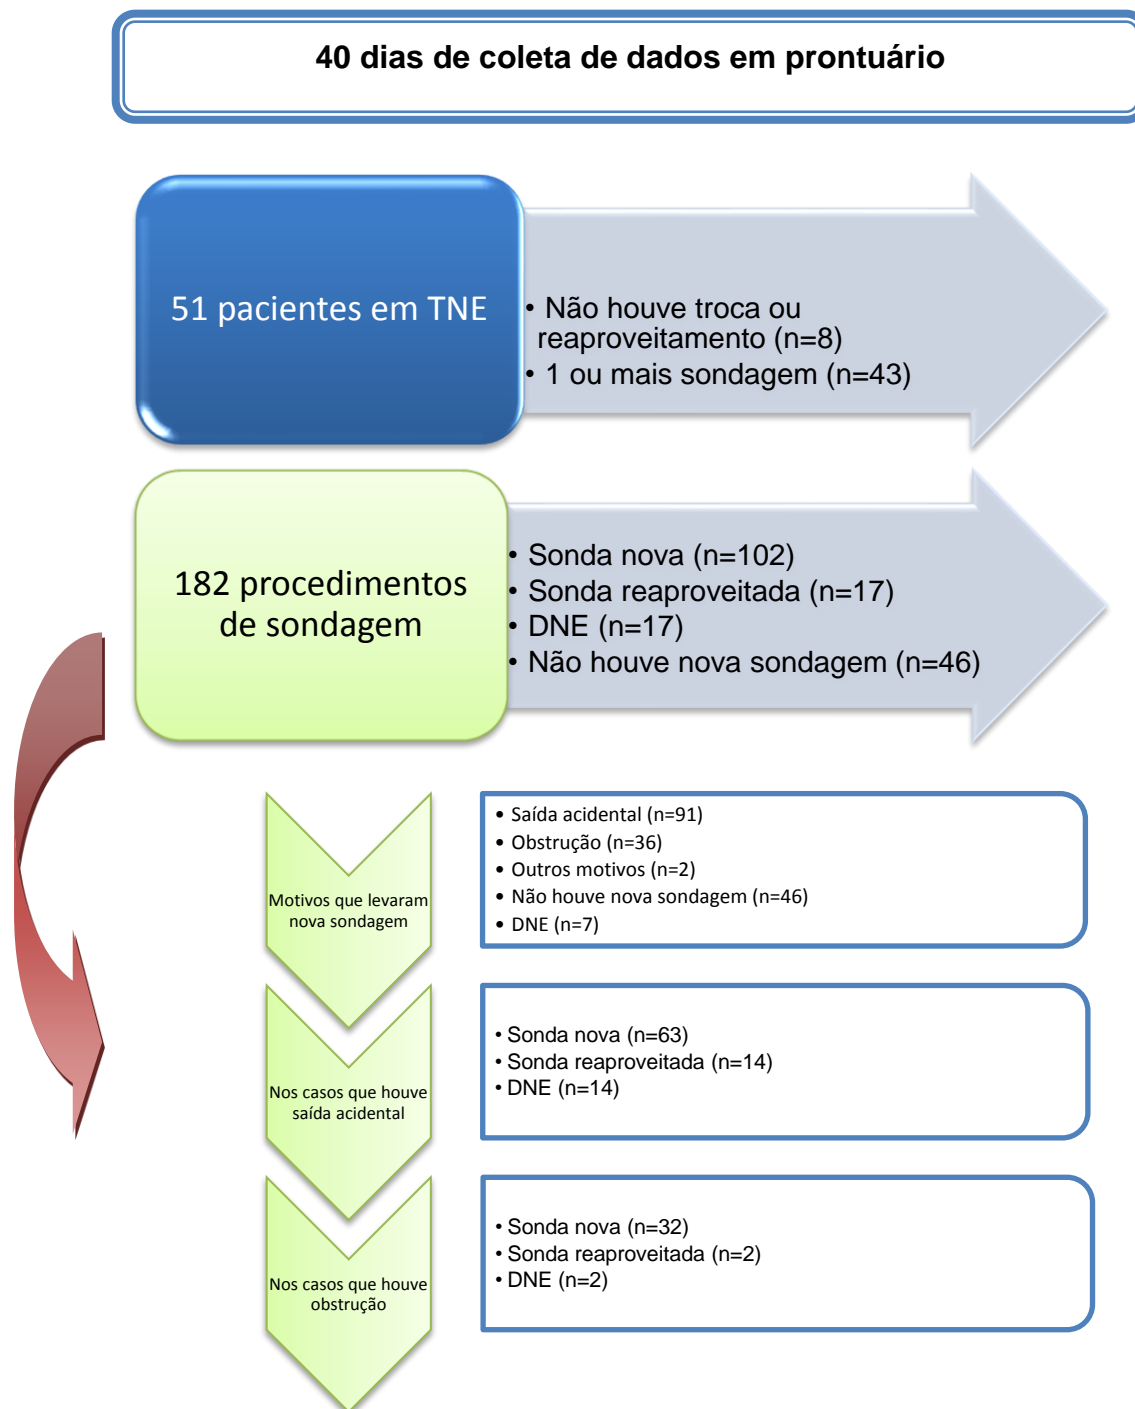 40 dias de coleta de dados em prontuário
51 pacientes em TNE
• Não houve troca ou
reaproveitamento (n=8)
• 1 ou mais sondagem (n=43)
182 procedimentos
de sondagem
• Sonda nova (n=102)
• Sonda reaproveitada (n=17)
• DNE (n=17)
• Não houve nova sondagem (n=46)
Motivos que levaram
nova sondagem
• Saída acidental (n=91)
• Obstrução (n=36)
• Outros motivos (n=2)
• Não houve nova sondagem (n=46)
• DNE (n=7)
Nos casos que houve
saída acidental
• Sonda nova (n=63)
• Sonda reaproveitada (n=14)
• DNE (n=14)
Nos casos que houve
obstrução
• Sonda nova (n=32)
• Sonda reaproveitada (n=2)
• DNE (n=2)